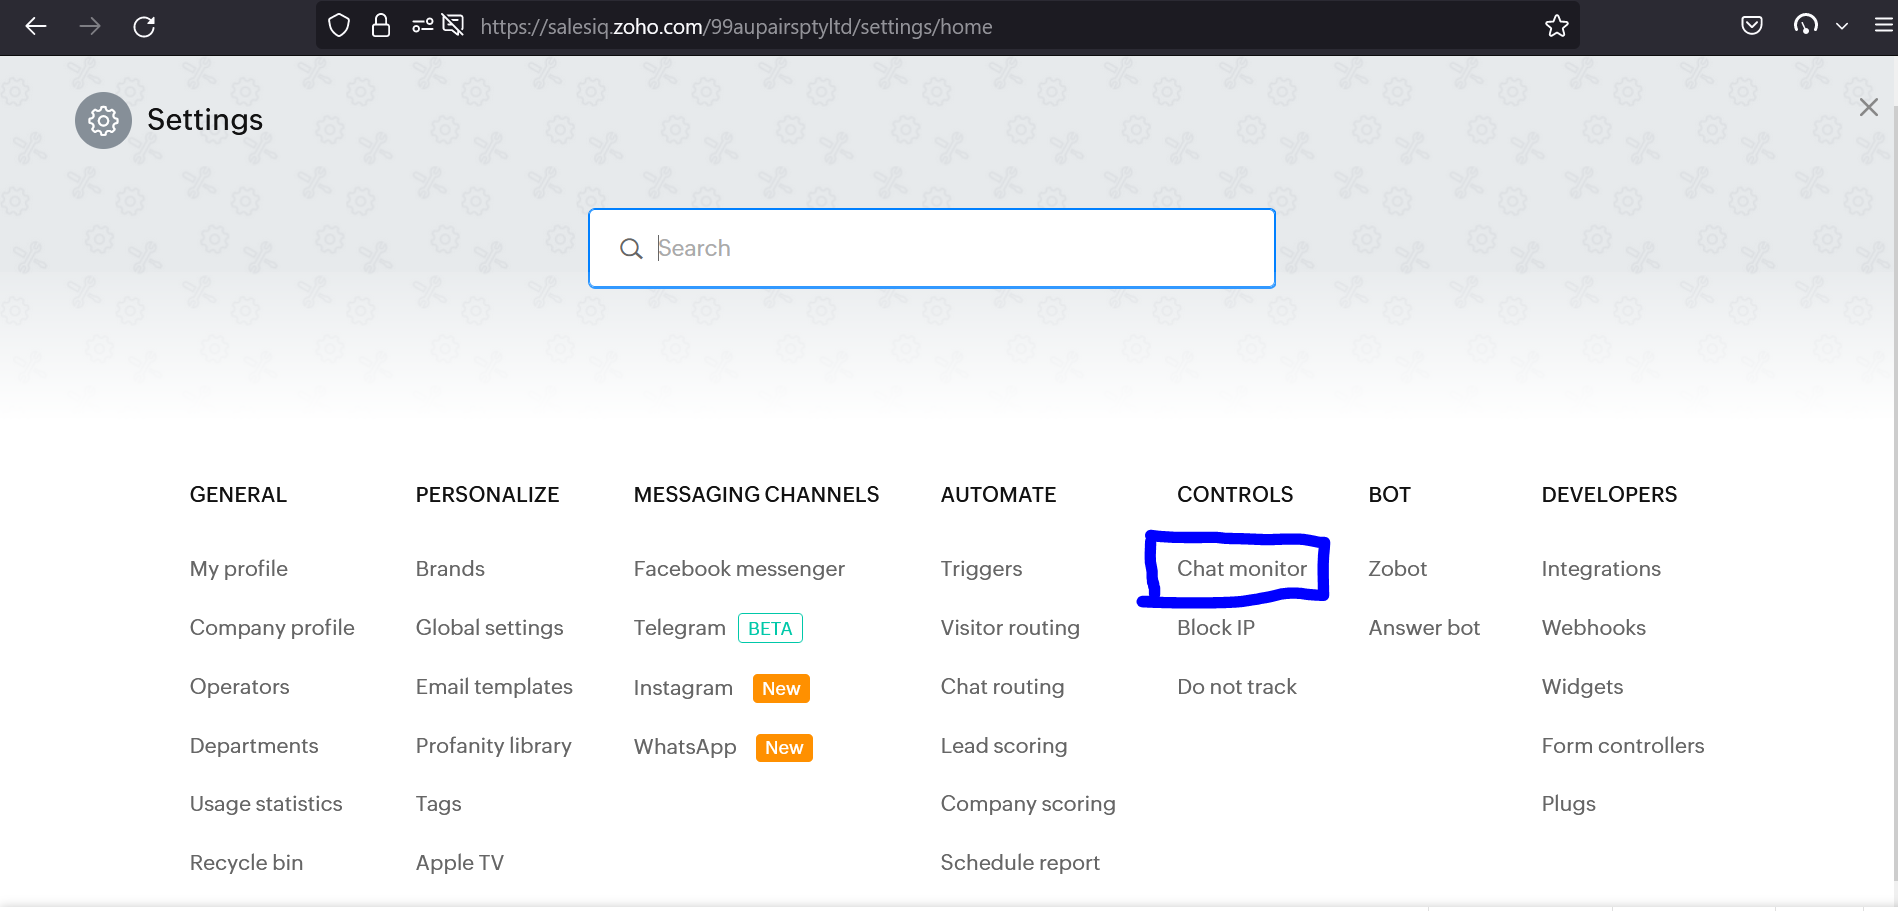 https://salesiq.zoho.com/99aupairsptyltd/settings/home
Settings
Search
GENERAL
My profile
Company profile
Operators
Departments
Usage statistics
Recycle bin
PERSONALIZE
Brands
Global settings
Email templates
Profanity library
Tags
Apple TV
MESSAGING CHANNELS
Facebook messenger
Telegram BETA
Instagram New
WhatsApp New
AUTOMATE
Triggers
Visitor routing
Chat routing
Lead scoring
Company scoring
Schedule report
CONTROLS
Chat monitor
Block IP
Do not track
BOT
Zobot
Answer bot
DEVELOPERS
Integrations
Webhooks
Widgets
Form controllers
Plugs